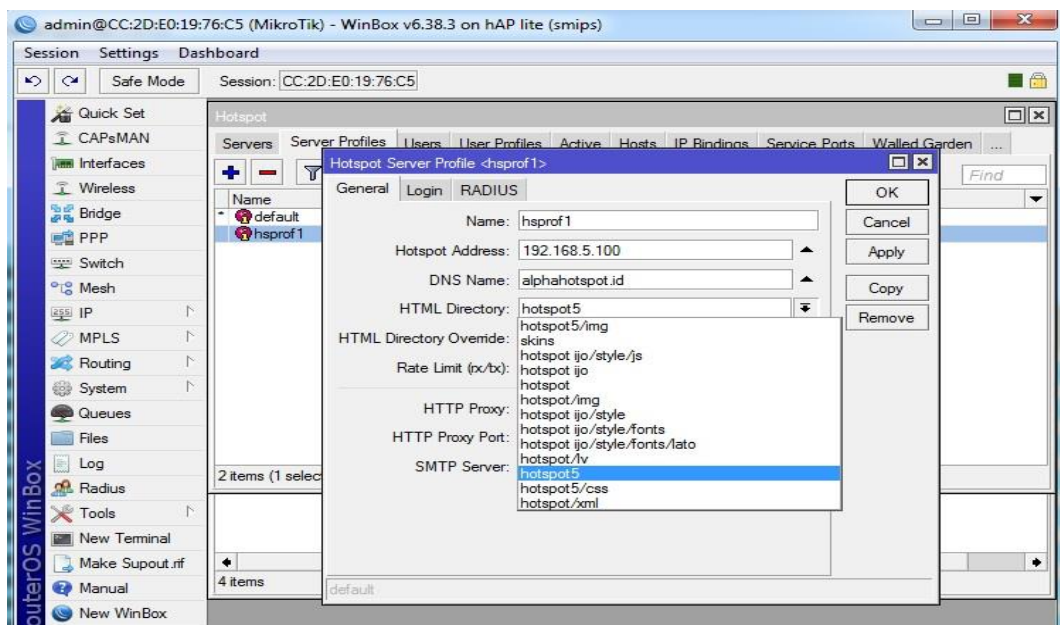 admin@CC:2D:E0:19:76:C5 (MikroTik) - WinBox v6.38.3 on hAP lite (smips)
Session Settings Dashboard
Safe Mode Session: CC:2D:E0:19:76:C5
Quick Set
CAPsMAN
Interfaces
Wireless
Bridge
PPP
Switch
Mesh
IP
MPLS
Routing
System
Queues
Files
Log
Radius
Tools
New Terminal
Make Supout.rif
Manual
New WinBox
outerOS WinBox
Hotspot
Servers Server Profiles Users User Profiles Active Hosts IP Bindings Service Ports Walled Garden ...
Find
Name
* default
hsprof1
2 items (1 selec
4 items
Hotspot Server Profile <hsprof1>
General Login RADIUS
Name: hsprof1
Hotspot Address: 192.168.5.100
DNS Name: alphahotspot.id
HTML Directory: hotspot5
HTML Directory Override:
Rate Limit (rx/tx):
HTTP Proxy:
HTTP Proxy Port:
SMTP Server:
hotspot5/img
skins
hotspot ijo/style/js
hotspot ijo
hotspot
hotspot/img
hotspot ijo/style
hotspot ijo/style/fonts
hotspot ijo/style/fonts/lato
hotspot/lv
hotspot5
hotspot5/css
hotspot/xml
default
OK
Cancel
Apply
Copy
Remove